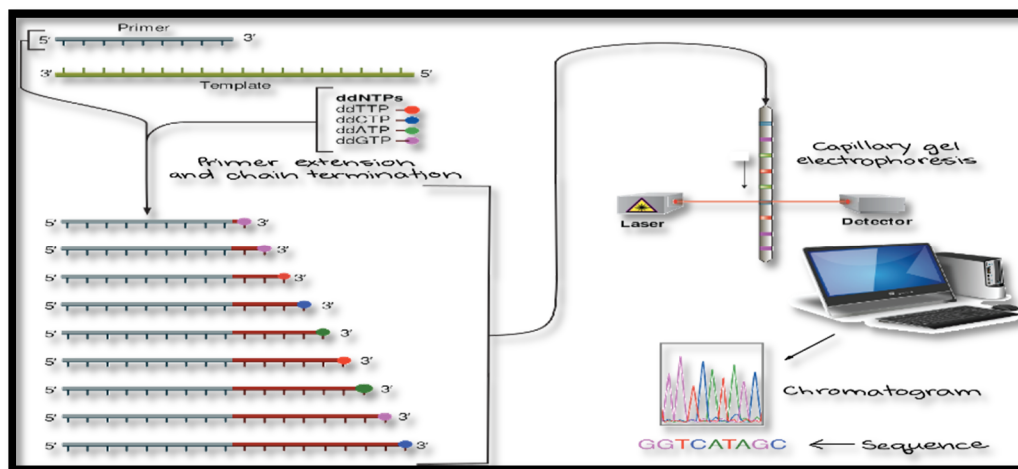 Primer
5' 3'
3' 5'
Template
ddNTPs
ddTTP
ddCTP
ddATP
ddGTP
Primer extension
and chain termination
5' 3'
5' 3'
5' 3'
5' 3'
5' 3'
5' 3'
5' 3'
5' 3'
5' 3'
Capillary gel
electrophoresis
Laser
Detector
Chromatogram
GGTCATAGC
Sequence